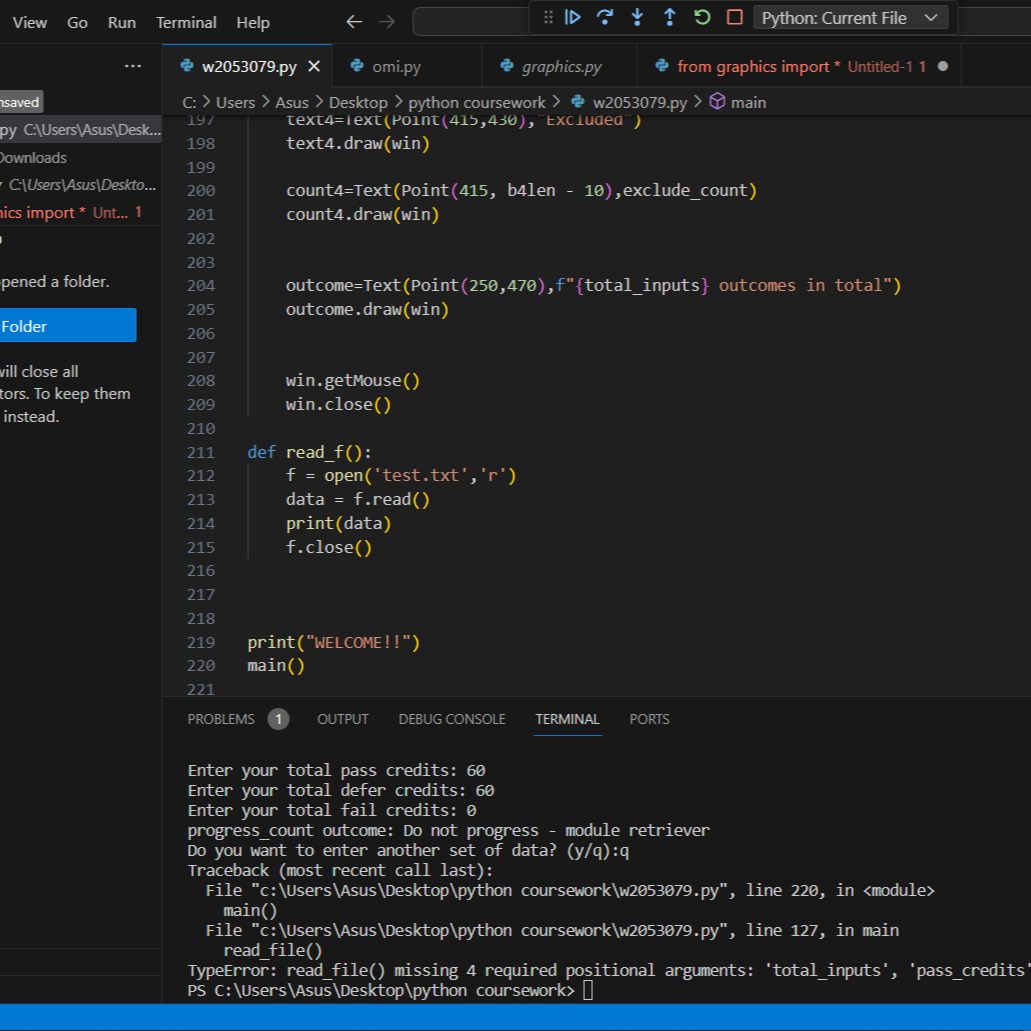 View Go Run Terminal Help Python: Current File
w2053079.py omi.py graphics.py from graphics import * Untitled-1 1
C: > Users > Asus > Desktop > python coursework > w2053079.py > main
nsaved
py C:\Users\Asus\Desk...
Downloads
C:\Users\Asus\Deskto...
ics import * Unt... 1
pened a folder.
Folder
will close all
tors. To keep them
instead.
197 text4=Text(Point(415,430),"Excluded")
198 text4.draw(win)
199
200 count4=Text(Point(415, b4len - 10),exclude_count)
201 count4.draw(win)
202
203
204 outcome=Text(Point(250,470),f"{total_inputs} outcomes in total")
205 outcome.draw(win)
206
207
208 win.getMouse()
209 win.close()
210
211 def read_f():
212 f = open('test.txt','r')
213 data = f.read()
214 print(data)
215 f.close()
216
217
218
219 print("WELCOME!!")
220 main()
221
PROBLEMS 1 OUTPUT DEBUG CONSOLE TERMINAL PORTS
Enter your total pass credits: 60
Enter your total defer credits: 60
Enter your total fail credits: 0
progress_count outcome: Do not progress - module retriever
Do you want to enter another set of data? (y/q):q
Traceback (most recent call last):
File "c:\Users\Asus\Desktop\python coursework\w2053079.py", line 220, in <module>
main()
File "c:\Users\Asus\Desktop\python coursework\w2053079.py", line 127, in main
read_file()
TypeError: read_file() missing 4 required positional arguments: 'total_inputs', 'pass_credits'
PS C:\Users\Asus\Desktop\python coursework>